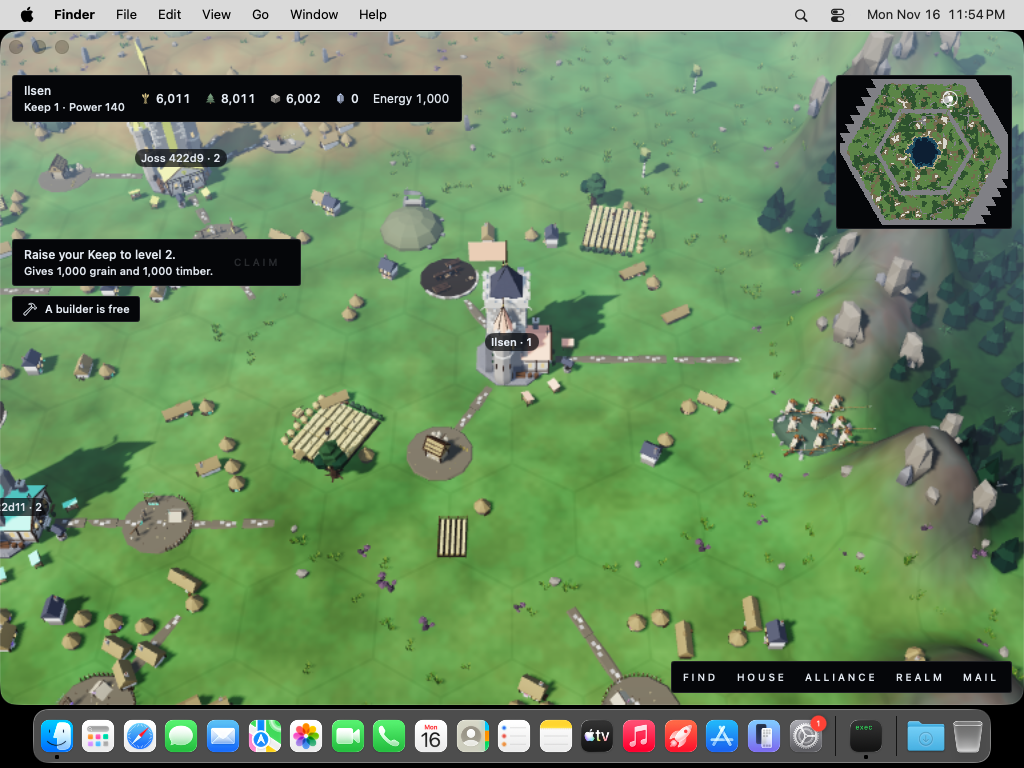 Finder File Edit View Go Window Help Mon Nov 16 11:54 PM
Ilsen
Keep 1 · Power 140
6,011 8,011 6,002 0 Energy 1,000
Joss 422d9 · 2
Raise your Keep to level 2.
Gives 1,000 grain and 1,000 timber.
CLAIM
A builder is free
Ilsen · 1
2d11 · 2
FIND HOUSE ALLIANCE REALM MAIL
Mon
16
tv
1
exec